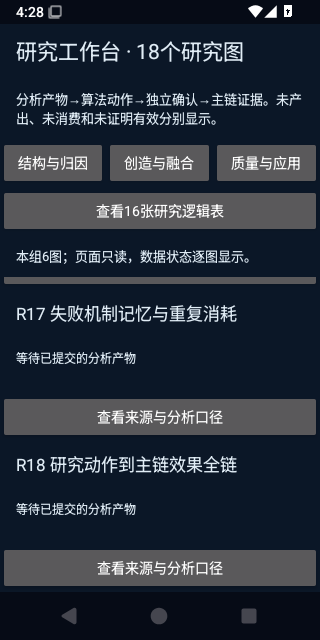 4:28
研究工作台 · 18个研究图
分析产物→算法动作→独立确认→主链证据。未产
出、未消费和未证明有效分别显示。
结构与归因 创造与融合 质量与应用
查看16张研究逻辑表
本组6图；页面只读，数据状态逐图显示。
R17 失败机制记忆与重复消耗
等待已提交的分析产物
查看来源与分析口径
R18 研究动作到主链效果全链
等待已提交的分析产物
查看来源与分析口径